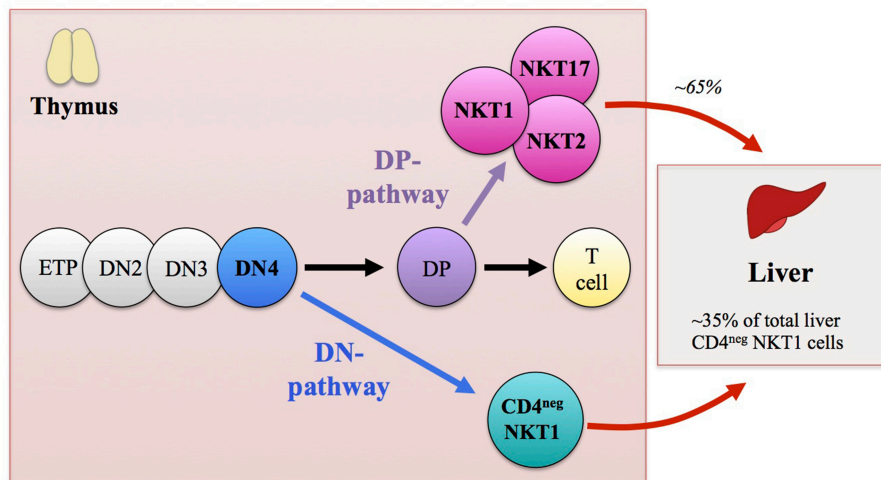 Thymus
NKT17
NKT1
NKT2
~65%
DP-
pathway
ETP
DN2
DN3
DN4
DP
T
cell
DN-
pathway
CD4ⁿᵉᵍ
NKT1
Liver
~35% of total liver
CD4ⁿᵉᵍ NKT1 cells